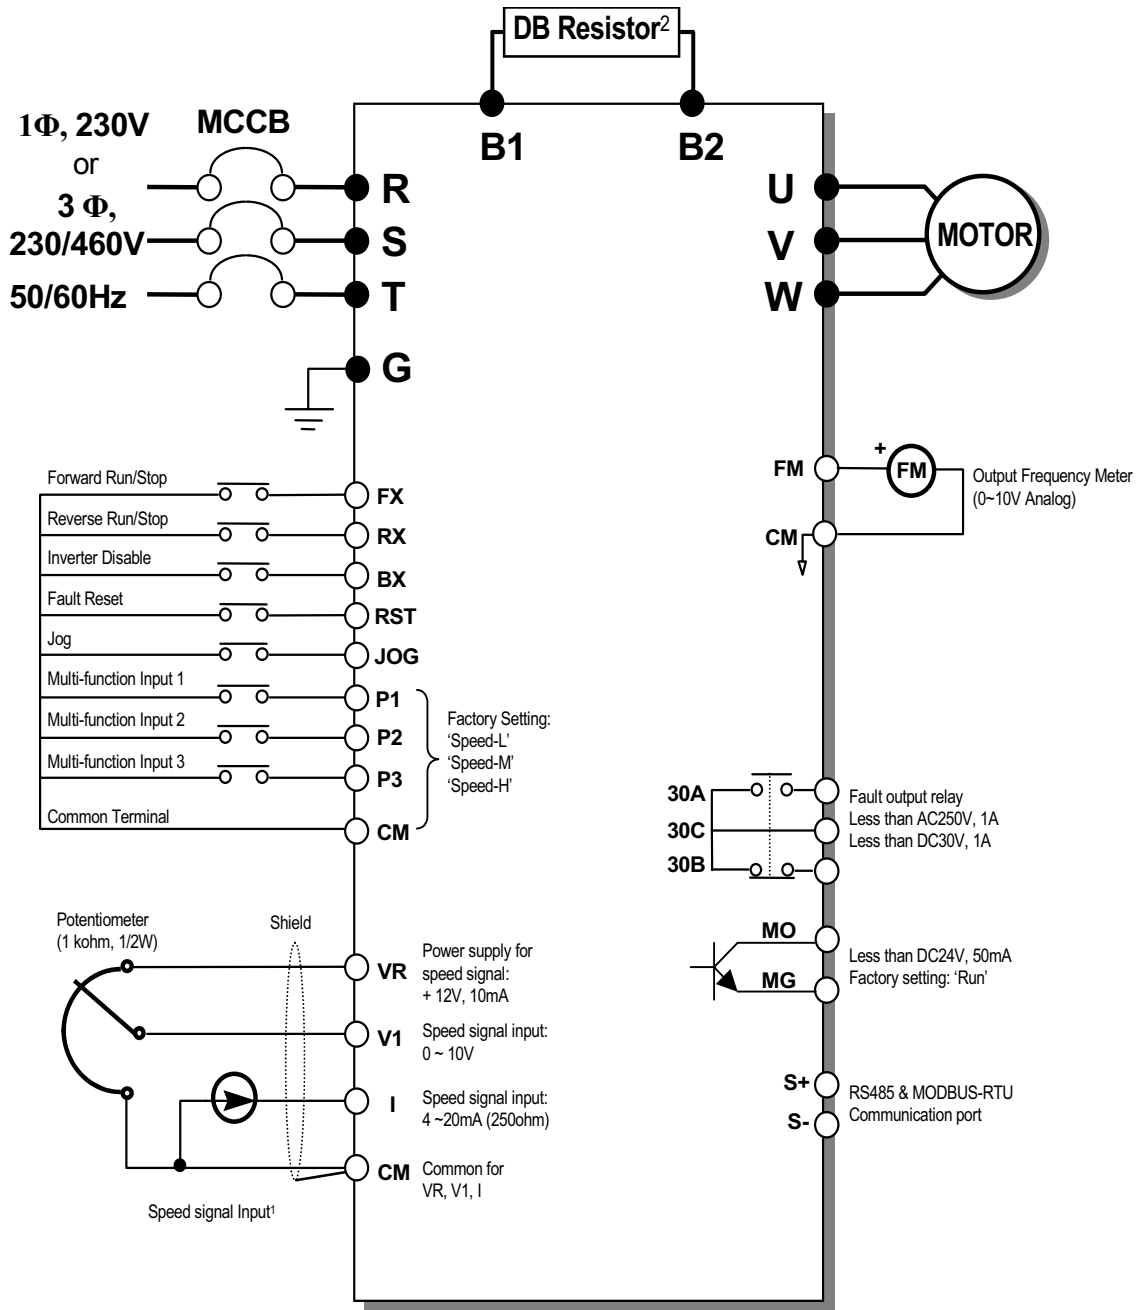 DB Resistor2
B1
B2
1Φ, 230V
or
3 Φ,
230/460V
50/60Hz
MCCB
R
S
T
G
U
V
W
MOTOR
FM
+
FM
CM
Output Frequency Meter
(0~10V Analog)
Forward Run/Stop
FX
Reverse Run/Stop
RX
Inverter Disable
BX
Fault Reset
RST
Jog
JOG
Multi-function Input 1
P1
Multi-function Input 2
P2
Multi-function Input 3
P3
Common Terminal
CM
Factory Setting:
‘Speed-L’
‘Speed-M’
‘Speed-H’
30A
30C
30B
Fault output relay
Less than AC250V, 1A
Less than DC30V, 1A
MO
MG
Less than DC24V, 50mA
Factory setting: ‘Run’
S+
S-
RS485 & MODBUS-RTU
Communication port
Potentiometer
(1 kohm, 1/2W)
Shield
VR
Power supply for
speed signal:
+ 12V, 10mA
V1
Speed signal input:
0 ~ 10V
I
Speed signal input:
4 ~20mA (250ohm)
CM
Common for
VR, V1, I
Speed signal Input1